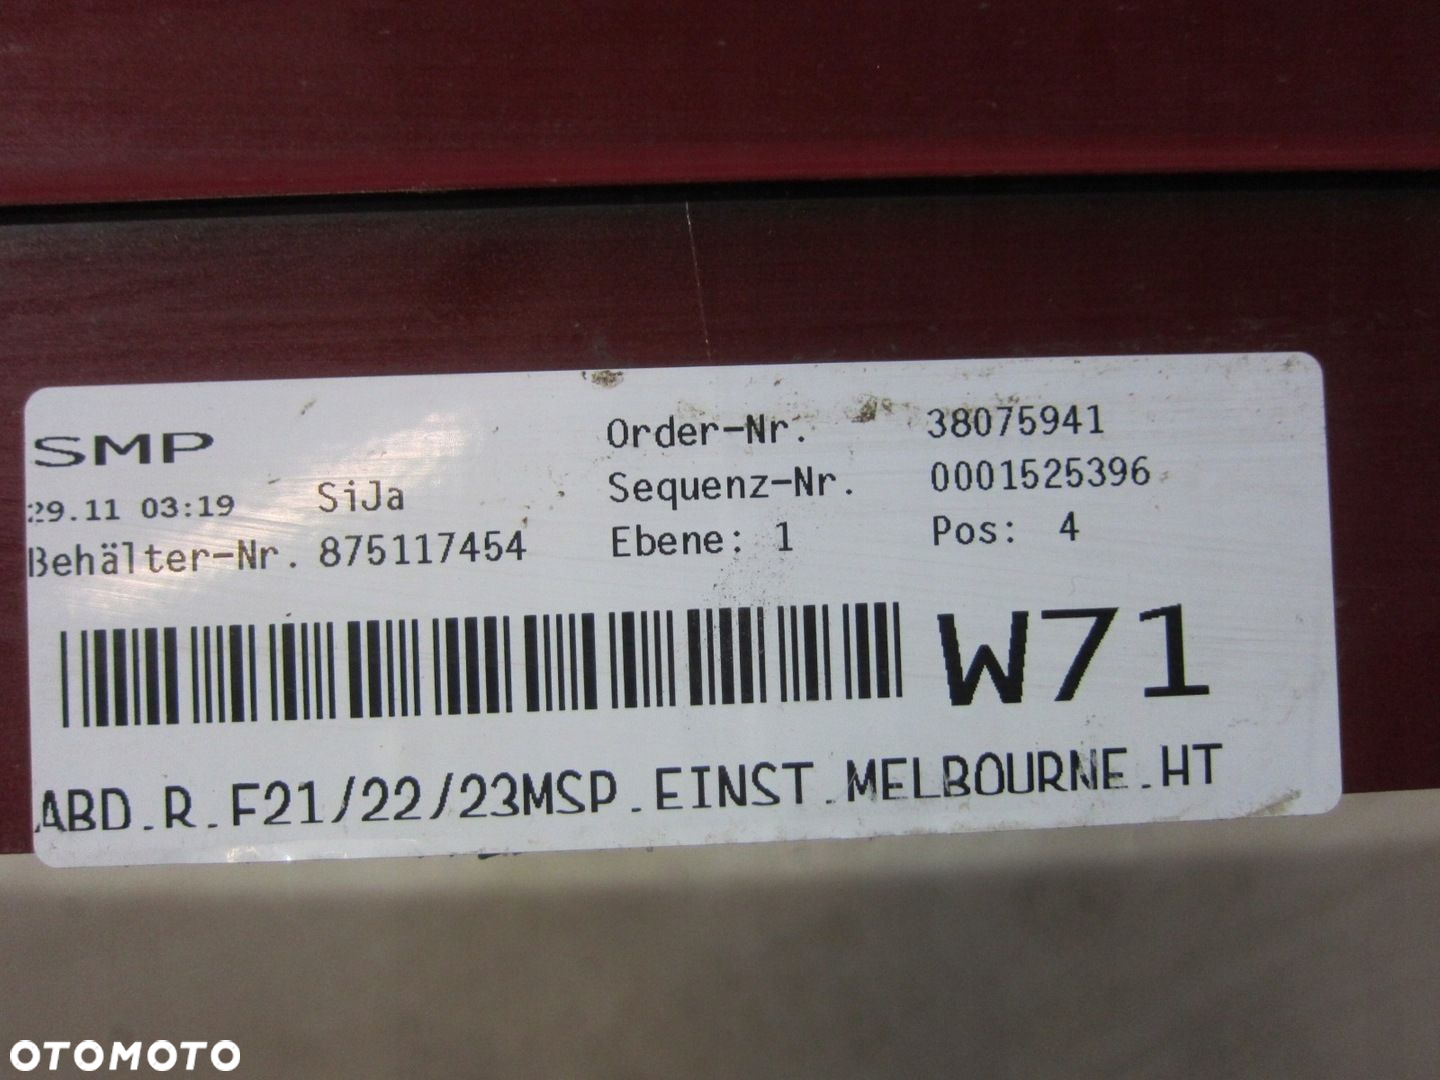 SMP
29.11 03:19 SiJa
Behälter-Nr. 875117454
Order-Nr. 38075941
Sequenz-Nr. 0001525396
Ebene: 1 Pos: 4
W71
ABD.R.F21/22/23MSP.EINST.MELBOURNE.HT
OTOMOTO